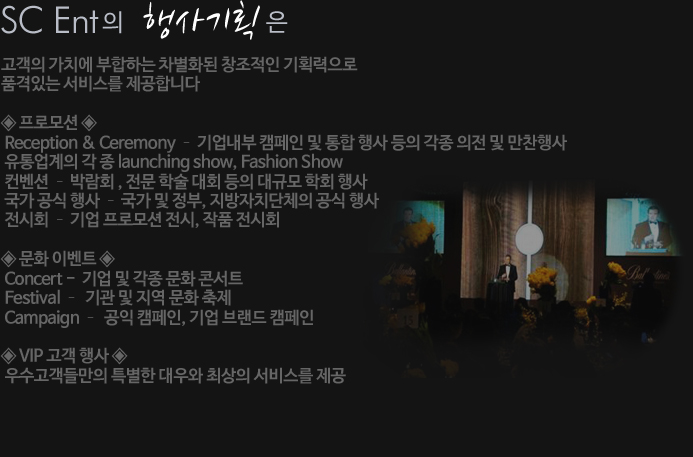 SC Ent의 행사기획은
고객의 가치에 부합하는 차별화된 창조적인 기획력으로
품격있는 서비스를 제공합니다
◈ 프로모션 ◈
Reception & Ceremony - 기업내부 캠페인 및 통합 행사 등의 각종 의전 및 만찬행사
유통업계의 각 종 launching show, Fashion Show
컨벤션 - 박람회 , 전문 학술 대회 등의 대규모 학회 행사
국가 공식 행사 - 국가 및 정부, 지방자치단체의 공식 행사
전시회 - 기업 프로모션 전시, 작품 전시회
◈ 문화 이벤트 ◈
Concert - 기업 및 각종 문화 콘서트
Festival - 기관 및 지역 문화 축제
Campaign - 공익 캠페인, 기업 브랜드 캠페인
◈ VIP 고객 행사 ◈
우수고객들만의 특별한 대우와 최상의 서비스를 제공